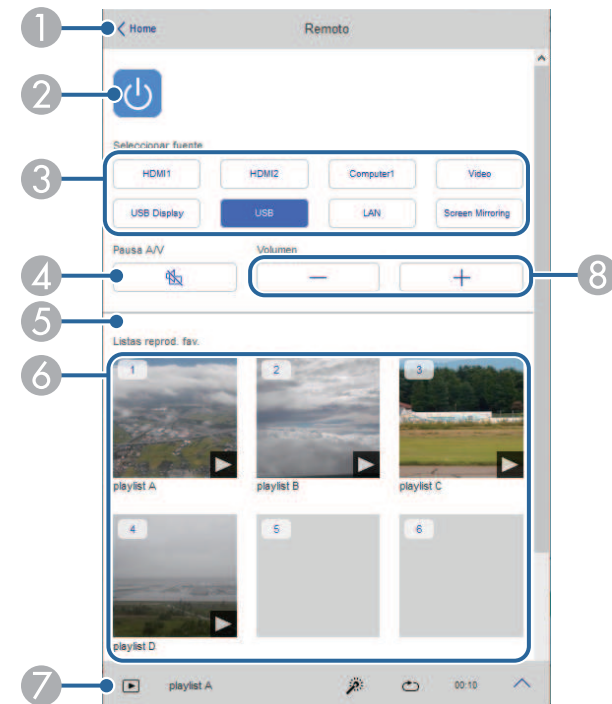 1 Home Remoto
2
Seleccionar fuente
3 HDMI1 HDMI2 Computer1 Video
USB Display USB LAN Screen Mirroring
Pausa A/V Volumen
4 8
5
Listas reprod. fav.
6 1 2 3
playlist A playlist B playlist C
4 5 6
playlist D
7 playlist A 00:10